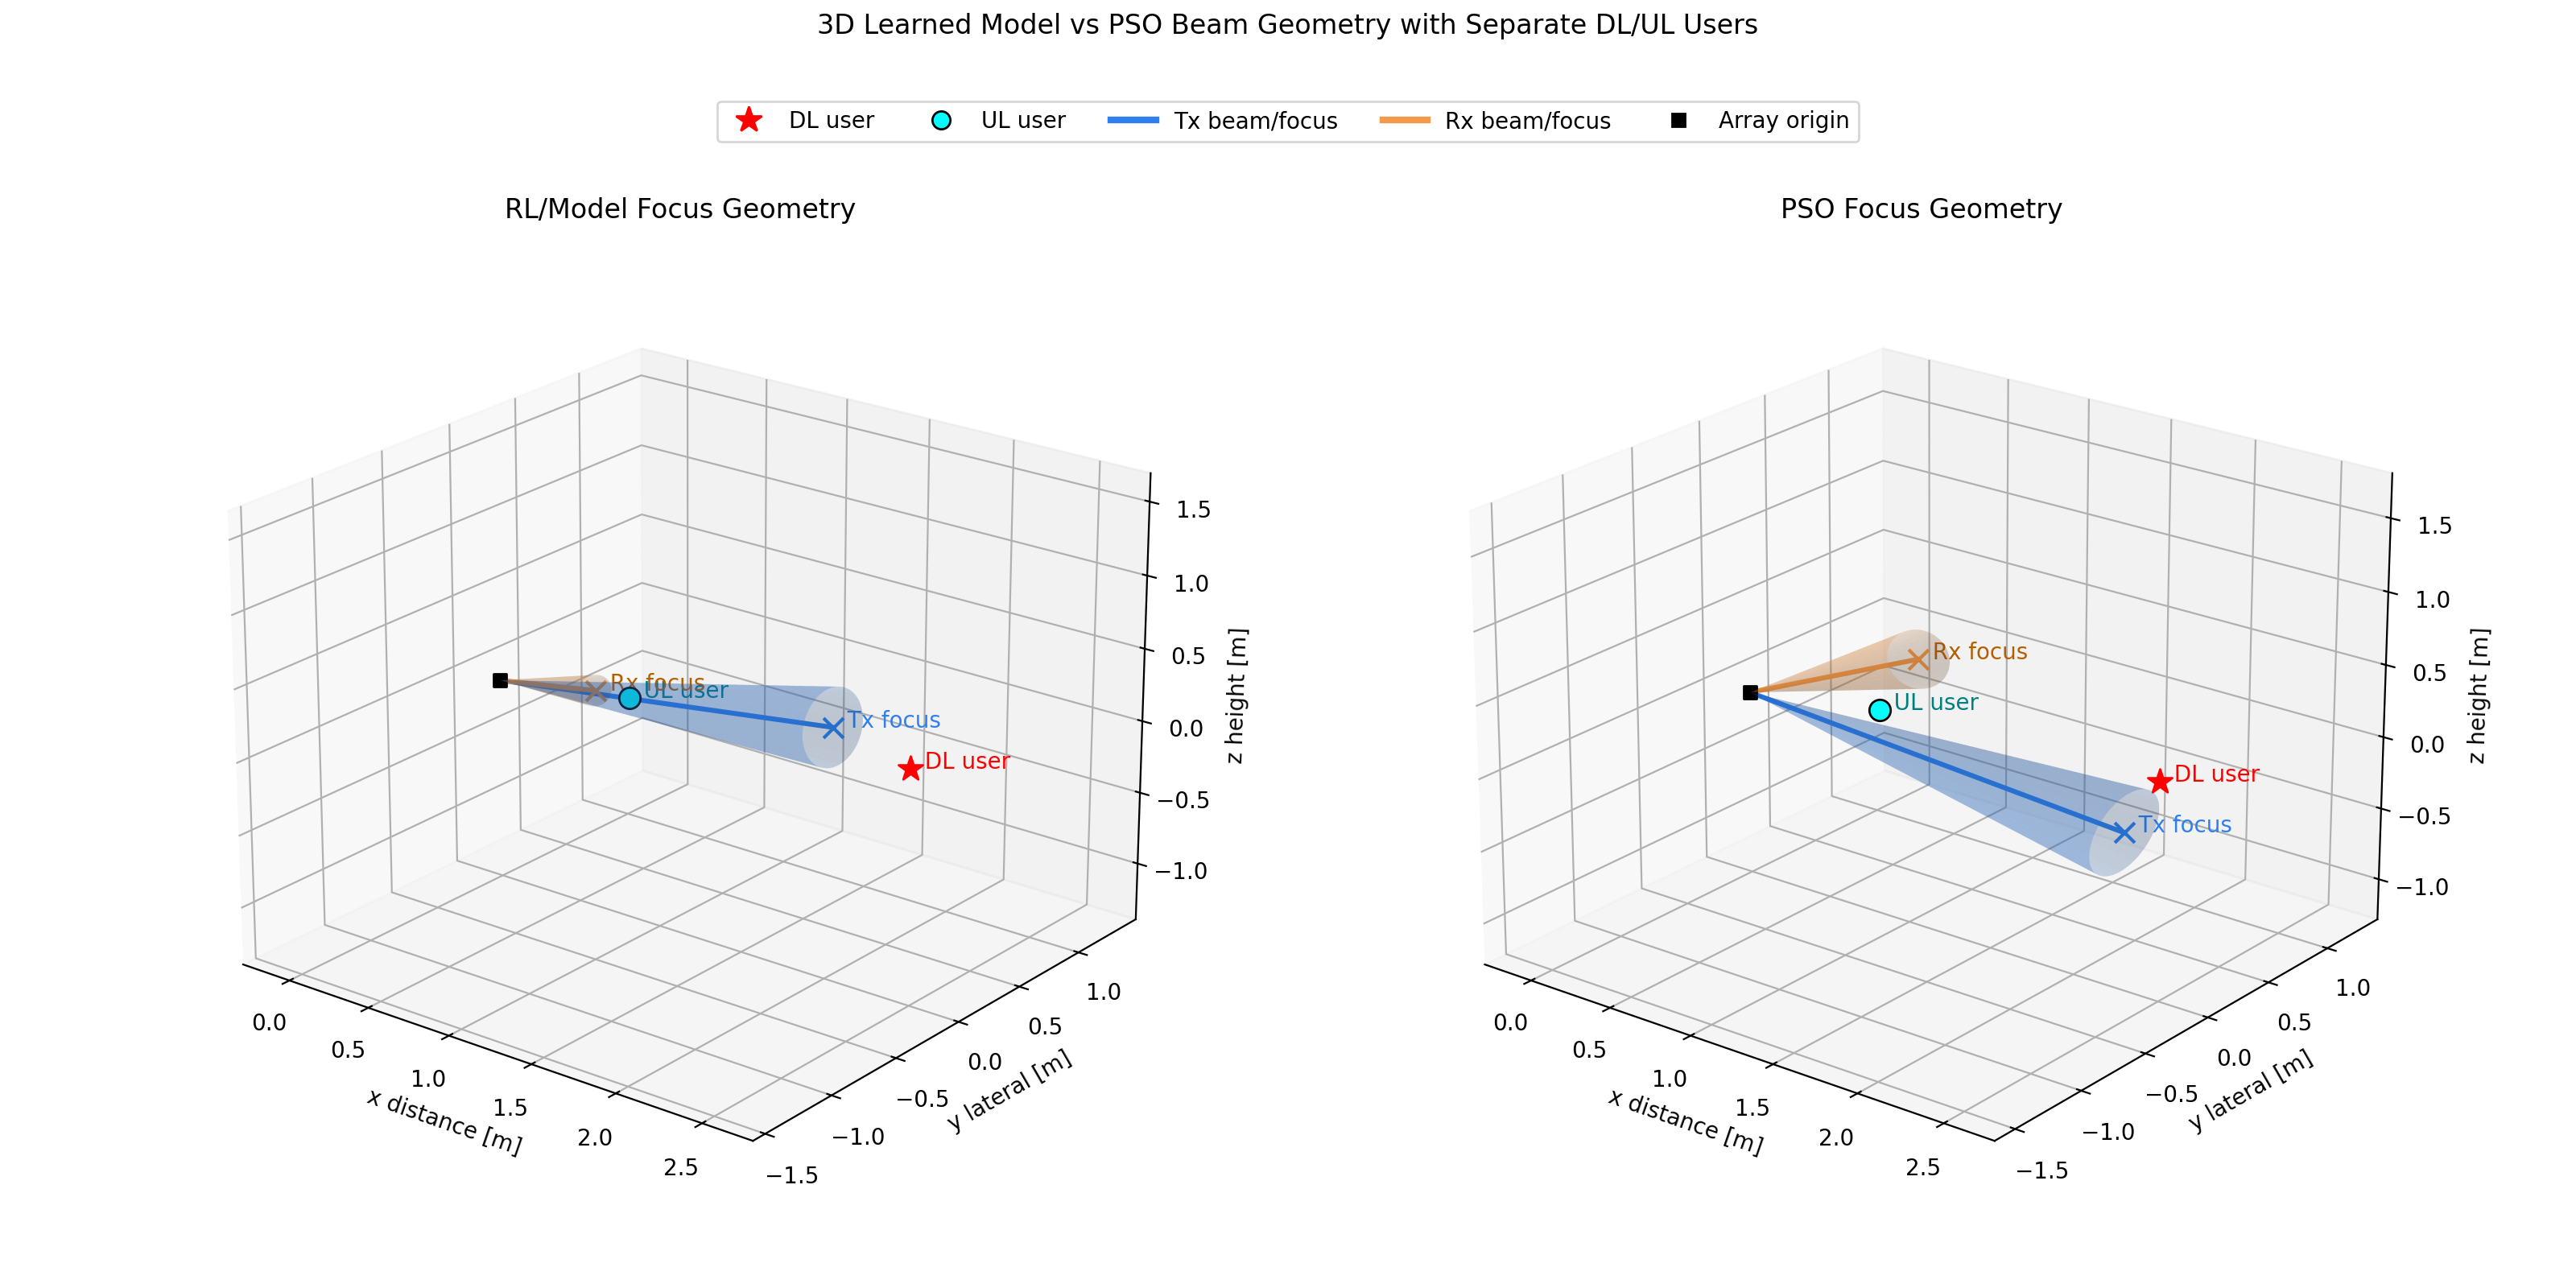 3D Learned Model vs PSO Beam Geometry with Separate DL/UL Users
DL user UL user Tx beam/focus Rx beam/focus Array origin
RL/Model Focus Geometry
Rx focus
UL user
Tx focus
DL user
1.5
1.0
0.5
0.0
−0.5
−1.0
z height [m]
0.0
0.5
1.0
1.5
2.0
2.5
x distance [m]
−1.5
−1.0
−0.5
0.0
0.5
1.0
y lateral [m]
PSO Focus Geometry
Rx focus
UL user
DL user
Tx focus
1.5
1.0
0.5
0.0
−0.5
−1.0
z height [m]
0.0
0.5
1.0
1.5
2.0
2.5
x distance [m]
−1.5
−1.0
−0.5
0.0
0.5
1.0
y lateral [m]